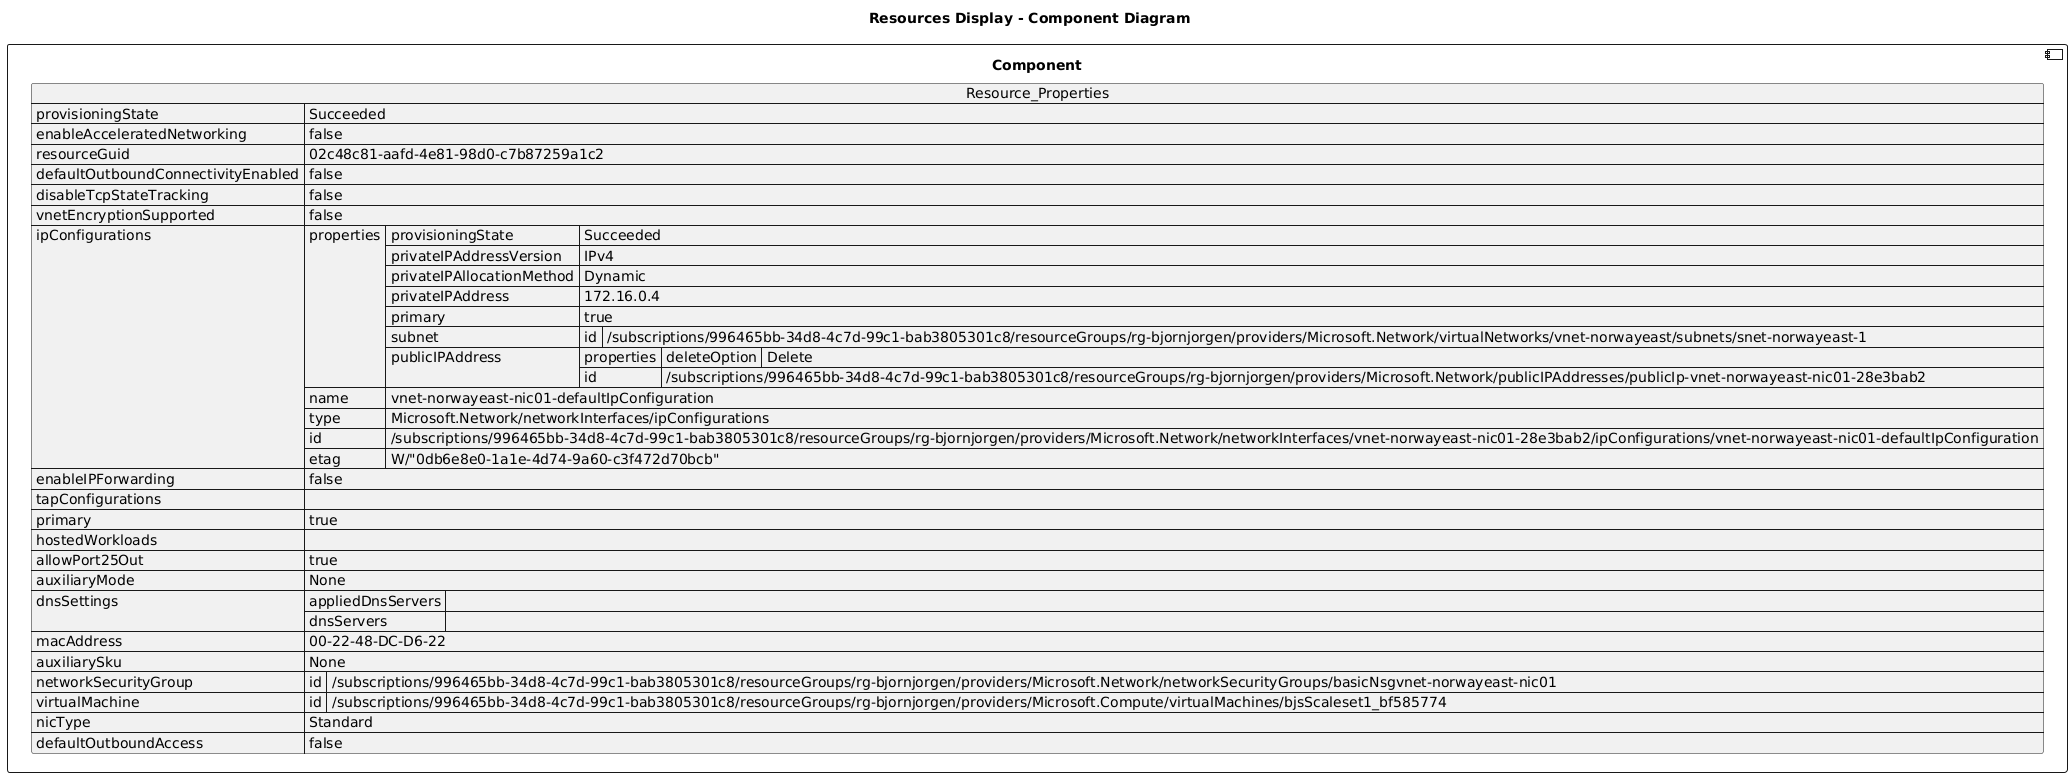 Resources Display - Component Diagram
Component
Resource_Properties
provisioningState Succeeded
enableAcceleratedNetworking false
resourceGuid 02c48c81-aafd-4e81-98d0-c7b87259a1c2
defaultOutboundConnectivityEnabled false
disableTcpStateTracking false
vnetEncryptionSupported false
ipConfigurations properties provisioningState Succeeded
privateIPAddressVersion IPv4
privateIPAllocationMethod Dynamic
privateIPAddress 172.16.0.4
primary true
subnet id /subscriptions/996465bb-34d8-4c7d-99c1-bab3805301c8/resourceGroups/rg-bjornjorgen/providers/Microsoft.Network/virtualNetworks/vnet-norwayeast/subnets/snet-norwayeast-1
publicIPAddress properties deleteOption Delete
id /subscriptions/996465bb-34d8-4c7d-99c1-bab3805301c8/resourceGroups/rg-bjornjorgen/providers/Microsoft.Network/publicIPAddresses/publicIp-vnet-norwayeast-nic01-28e3bab2
name vnet-norwayeast-nic01-defaultIpConfiguration
type Microsoft.Network/networkInterfaces/ipConfigurations
id /subscriptions/996465bb-34d8-4c7d-99c1-bab3805301c8/resourceGroups/rg-bjornjorgen/providers/Microsoft.Network/networkInterfaces/vnet-norwayeast-nic01-28e3bab2/ipConfigurations/vnet-norwayeast-nic01-defaultIpConfiguration
etag W/"0db6e8e0-1a1e-4d74-9a60-c3f472d70bcb"
enableIPForwarding false
tapConfigurations
primary true
hostedWorkloads
allowPort25Out true
auxiliaryMode None
dnsSettings appliedDnsServers
dnsServers
macAddress 00-22-48-DC-D6-22
auxiliarySku None
networkSecurityGroup id /subscriptions/996465bb-34d8-4c7d-99c1-bab3805301c8/resourceGroups/rg-bjornjorgen/providers/Microsoft.Network/networkSecurityGroups/basicNsgvnet-norwayeast-nic01
virtualMachine id /subscriptions/996465bb-34d8-4c7d-99c1-bab3805301c8/resourceGroups/rg-bjornjorgen/providers/Microsoft.Compute/virtualMachines/bjsScaleset1_bf585774
nicType Standard
defaultOutboundAccess false